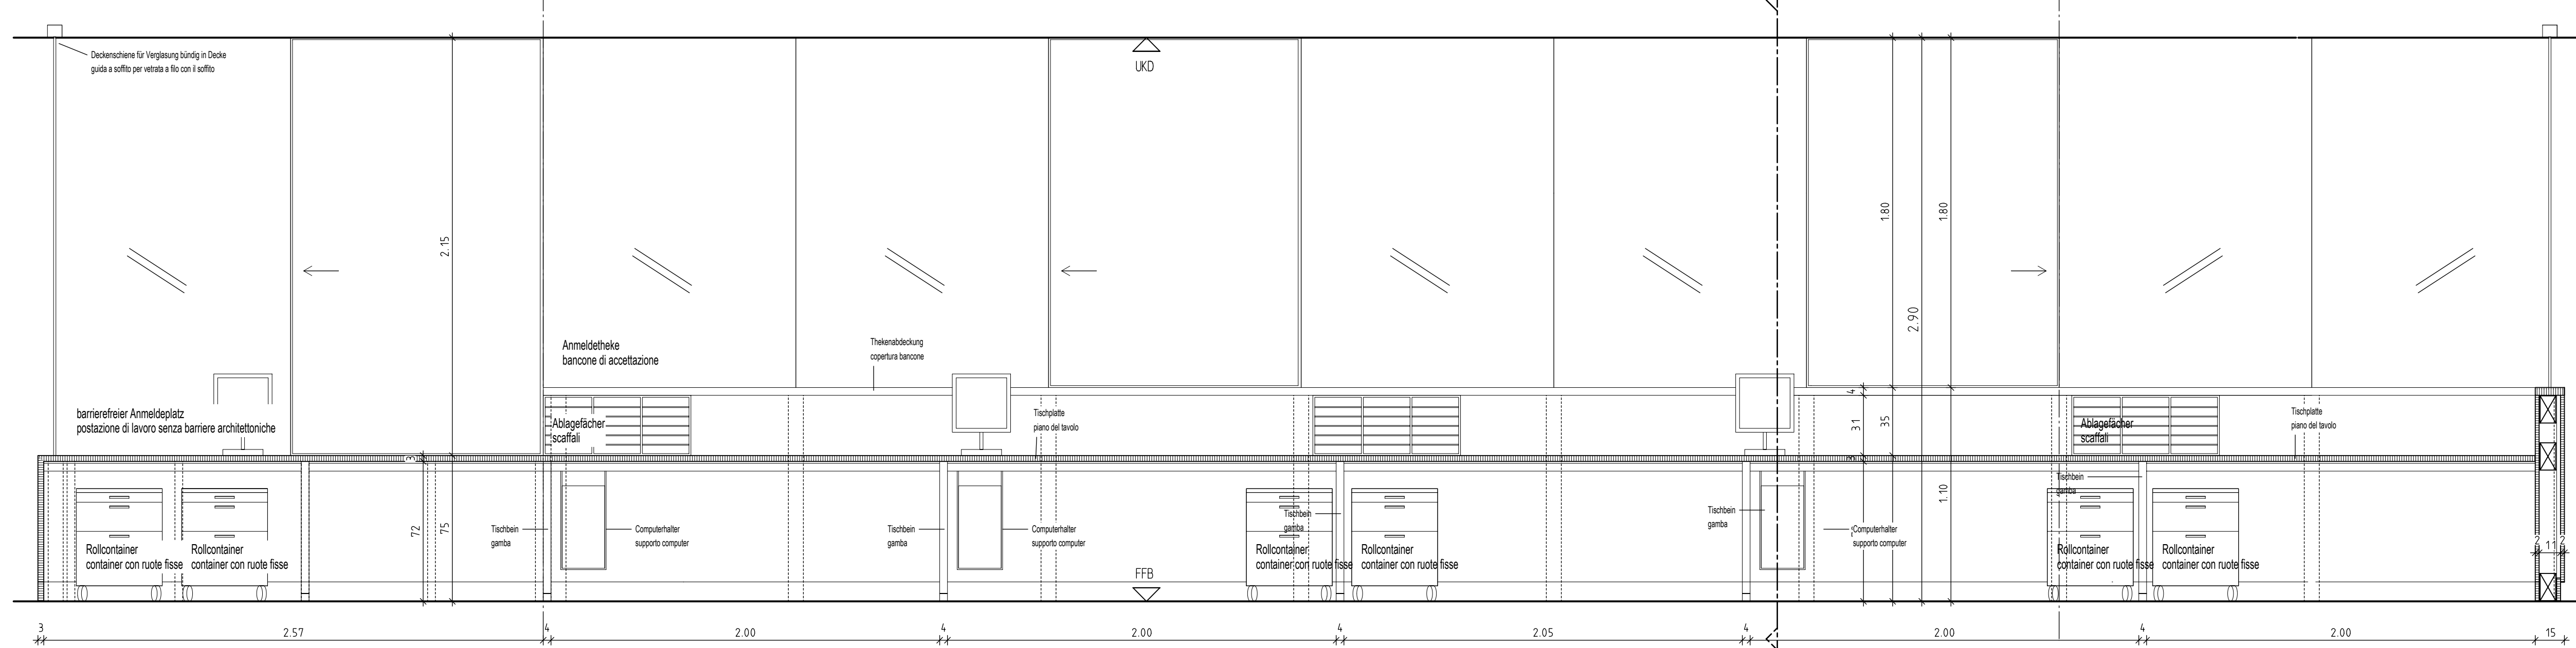 Deckenschiene für Verglasung bündig in Decke
guida a soffito per vetrata a filo con il soffito
UKD
2.15
1.80
1.80
2.90
Anmeldetheke
bancone di accettazione
Thekenabdeckung
copertura bancone
barrierefreier Anmeldeplatz
postazione di lavoro senza barriere architettoniche
Ablagefächer
scaffali
Tischplatte
piano del tavolo
4
31
35
3
Ablagefächer
scaffali
Tischplatte
piano del tavolo
3
72
75
1.10
Tischbein
gamba
Computerhalter
supporto computer
Tischbein
gamba
Computerhalter
supporto computer
Tischbein
gamba
Tischbein
gamba
Computerhalter
supporto computer
Tischbein
gamba
Rollcontainer
container con ruote fisse
Rollcontainer
container con ruote fisse
Rollcontainer
container con ruote fisse
Rollcontainer
container con ruote fisse
Rollcontainer
container con ruote fisse
Rollcontainer
container con ruote fisse
2 11 2
FFB
3 2.57 4 2.00 4 2.00 4 2.05 4 2.00 4 2.00 15